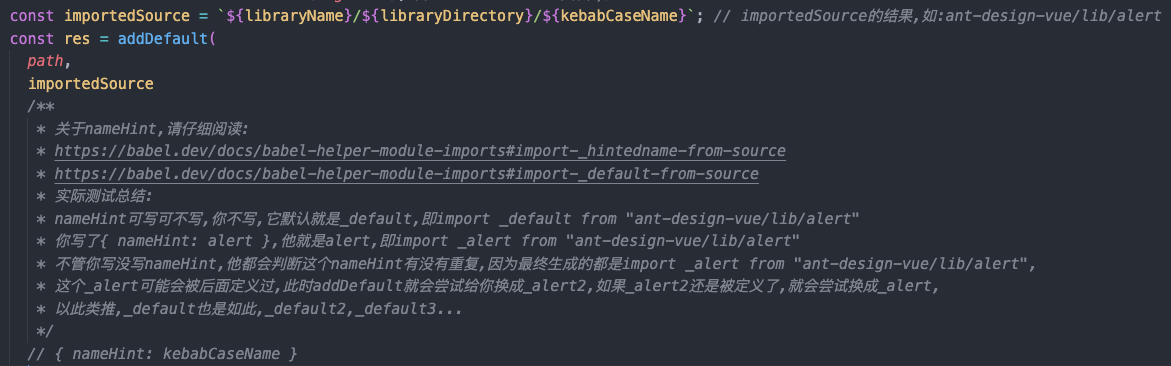 const importedSource = `${libraryName}/${libraryDirectory}/${kebabCaseName}`; // importedSource的结果,如:ant-design-vue/lib/alert
const res = addDefault(
path,
importedSource
/**
* 关于nameHint,请仔细阅读:
* https://babel.dev/docs/babel-helper-module-imports#import-_hintedname-from-source
* https://babel.dev/docs/babel-helper-module-imports#import-_default-from-source
* 实际测试总结:
* nameHint可写可不写,你不写,它默认就是_default,即import _default from "ant-design-vue/lib/alert"
* 你写了{ nameHint: alert },他就是alert,即import _alert from "ant-design-vue/lib/alert"
* 不管你写没写nameHint,他都会判断这个nameHint有没有重复,因为最终生成的都是import _alert from "ant-design-vue/lib/alert",
* 这个_alert可能会被后面定义过,此时addDefault就会尝试给你换成_alert2,如果_alert2还是被定义了,就会尝试换成_alert,
* 以此类推,_default也是如此,_default2,_default3...
*/
// { nameHint: kebabCaseName }